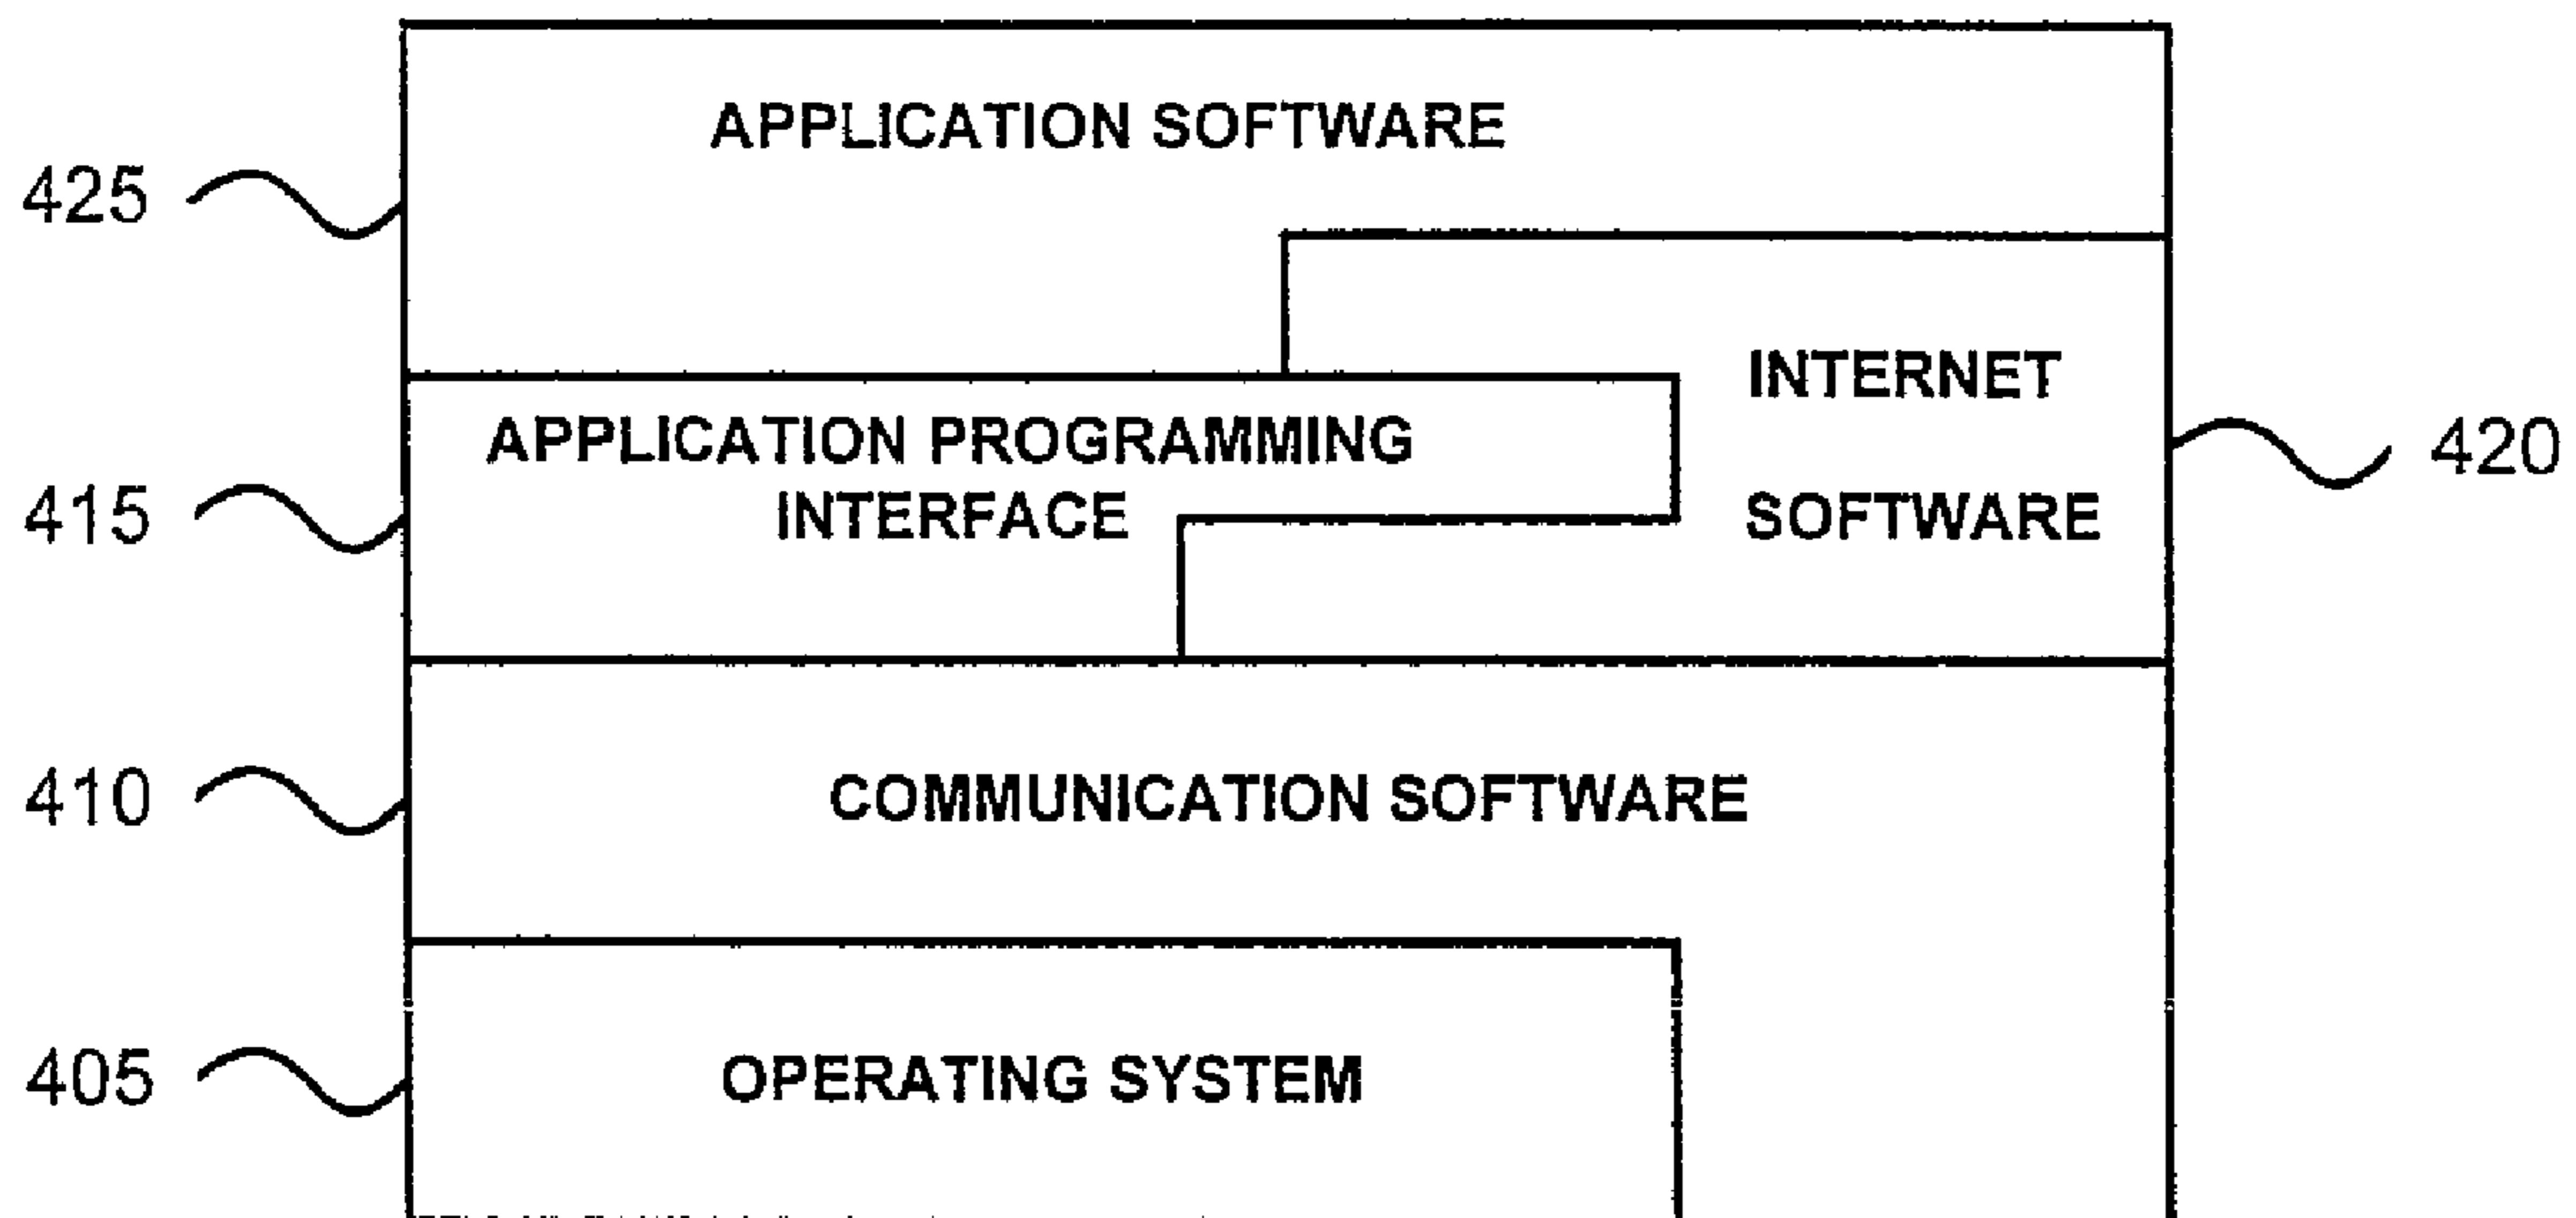 APPLICATION SOFTWARE
425
INTERNET
SOFTWARE
420
APPLICATION PROGRAMMING
INTERFACE
415
COMMUNICATION SOFTWARE
410
OPERATING SYSTEM
405